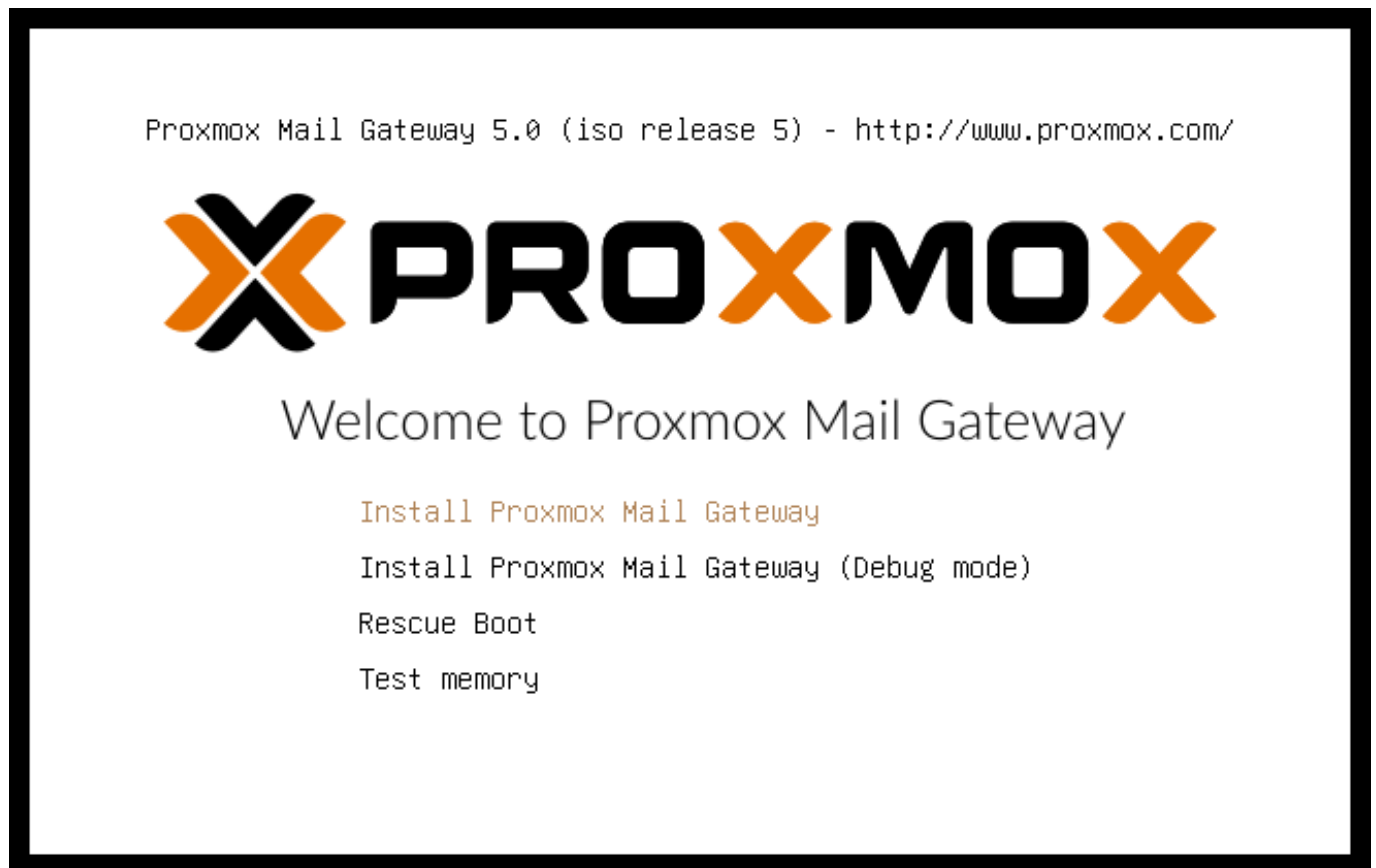 Proxmox Mail Gateway 5.0 (iso release 5) - http://www.proxmox.com/
PROXMOX
Welcome to Proxmox Mail Gateway
Install Proxmox Mail Gateway
Install Proxmox Mail Gateway (Debug mode)
Rescue Boot
Test memory